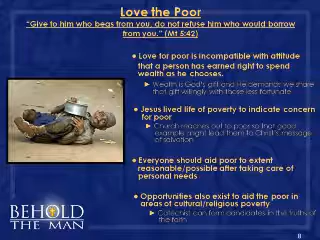 Love the Poor
"Give to him who begs from you, do not refuse him who would borrow
from you." (Mt 5:42)
● Love for poor is incompatible with attitude
that a person has earned right to spend
wealth as he chooses.
► Wealth is God's gift and He demands we share
that gift willingly with those less fortunate
● Jesus lived life of poverty to indicate concern
for poor
► Church reaches out to poor so that good
example might lead them to Christ's message
of salvation
● Everyone should aid poor to extent
reasonable/possible after taking care of
personal needs
● Opportunities also exist to aid the poor in
areas of cultural/religious poverty
► Catechist can form candidates in the truths of
the faith
BEHOLD
THE MAN
8